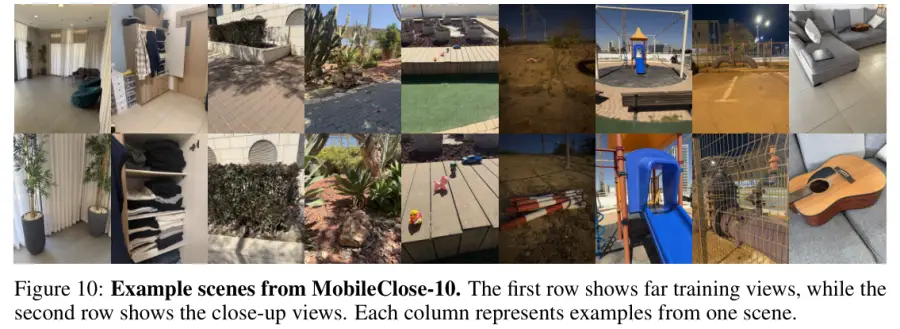 Figure 10: Example scenes from MobileClose-10. The first row shows far training views, while the
second row shows the close-up views. Each column represents examples from one scene.